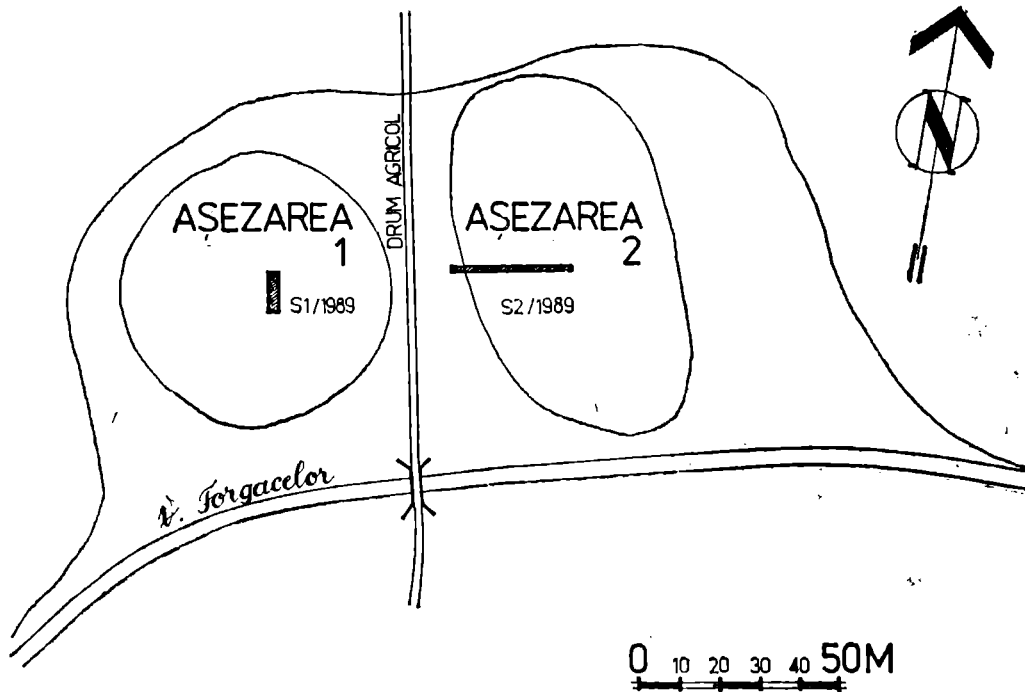 DRUM AGRICOL
AȘEZAREA
1
S1/1989
AȘEZAREA
2
S2/1989
N
V. Forgacelor
0 10 20 30 40 50M